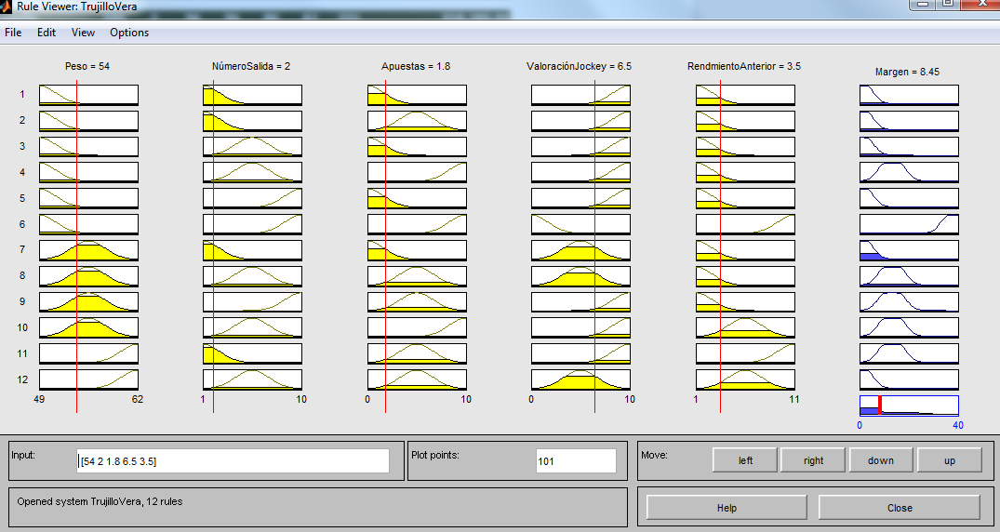 Rule Viewer: TrujilloVera
File Edit View Options
Peso = 54 NúmeroSalida = 2 Apuestas = 1.8 ValoraciónJockey = 6.5 RendmientoAnterior = 3.5 Margen = 8.45
1
2
3
4
5
6
7
8
9
10
11
12
49 62 1 10 0 10 0 10 1 11
0 40
Input: [54 2 1.8 6.5 3.5] Plot points: 101 Move: left right down up
Opened system TrujilloVera, 12 rules Help Close